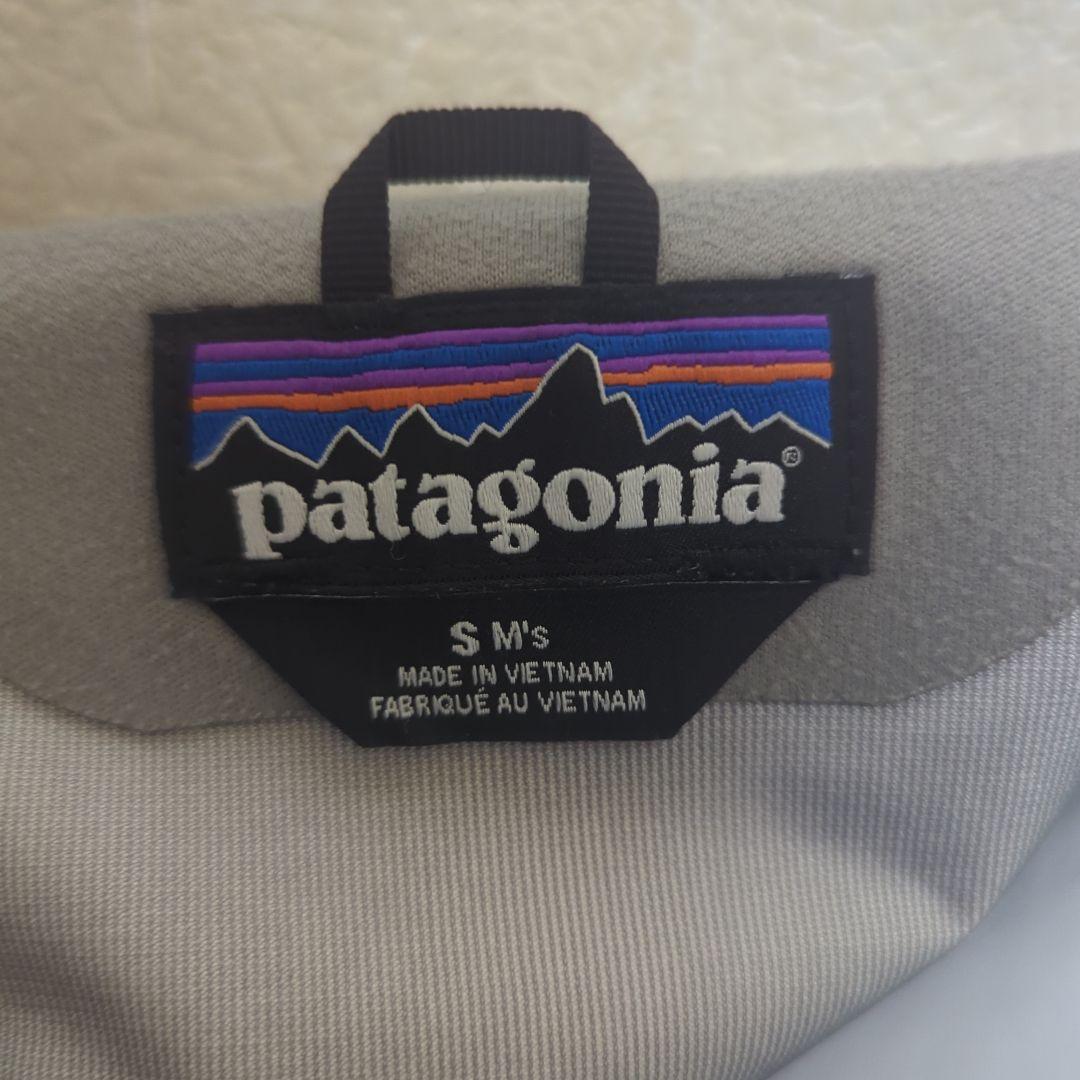 patagonia®
S M's
MADE IN VIETNAM
FABRIQUÉ AU VIETNAM